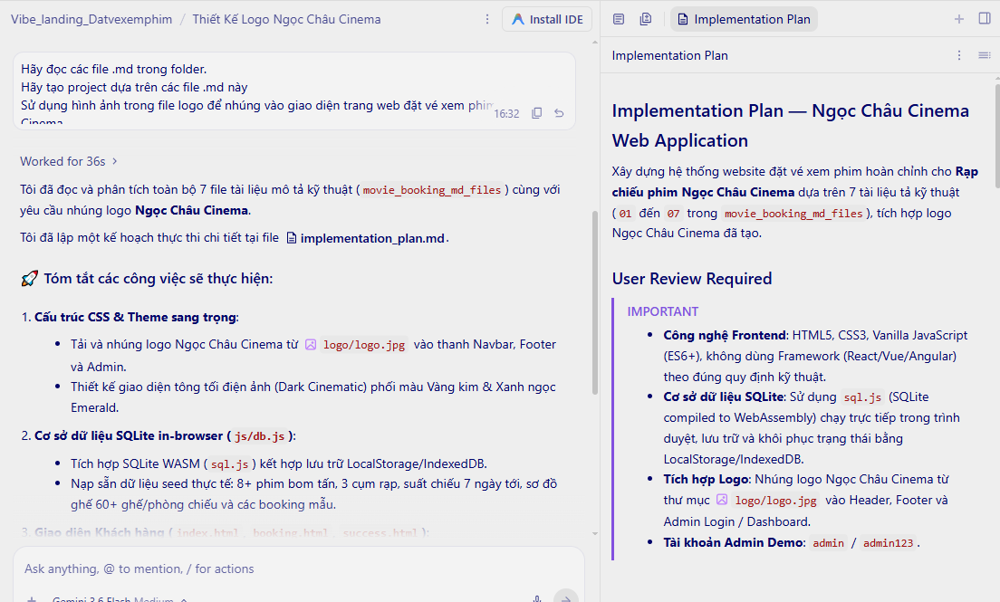 Vibe_landing_Datvexemphim / Thiết Kế Logo Ngọc Châu Cinema
Install IDE
Hãy đọc các file .md trong folder.
Hãy tạo project dựa trên các file .md này
Sử dụng hình ảnh trong file logo để nhúng vào giao diện trang web đặt vé xem phim
Cinema
16:32
Worked for 36s >
Tôi đã đọc và phân tích toàn bộ 7 file tài liệu mô tả kỹ thuật ( movie_booking_md_files ) cùng với
yêu cầu nhúng logo Ngọc Châu Cinema.
Tôi đã lập một kế hoạch thực thi chi tiết tại file implementation_plan.md.
🚀 Tóm tắt các công việc sẽ thực hiện:
1. Cấu trúc CSS & Theme sang trọng:
• Tải và nhúng logo Ngọc Châu Cinema từ logo/logo.jpg vào thanh Navbar, Footer
và Admin.
• Thiết kế giao diện tông tối điện ảnh (Dark Cinematic) phối màu Vàng kim & Xanh ngọc
Emerald.
2. Cơ sở dữ liệu SQLite in-browser ( js/db.js ):
• Tích hợp SQLite WASM ( sql.js ) kết hợp lưu trữ LocalStorage/IndexedDB.
• Nạp sẵn dữ liệu seed thực tế: 8+ phim bom tấn, 3 cụm rạp, suất chiếu 7 ngày tới, sơ đồ
ghế 60+ ghế/phòng chiếu và các booking mẫu.
3. Giao diện Khách hàng ( index.html , booking.html , success.html ):
Ask anything, @ to mention, / for actions
Gemini 3.6 Flash Medium
Implementation Plan
Implementation Plan
Implementation Plan — Ngọc Châu Cinema
Web Application
Xây dựng hệ thống website đặt vé xem phim hoàn chỉnh cho Rạp
chiếu phim Ngọc Châu Cinema dựa trên 7 tài liệu tả kỹ thuật
( 01 đến 07 trong movie_booking_md_files ), tích hợp logo
Ngọc Châu Cinema đã tạo.
User Review Required
IMPORTANT
• Công nghệ Frontend: HTML5, CSS3, Vanilla JavaScript
(ES6+), không dùng Framework (React/Vue/Angular)
theo đúng quy định kỹ thuật.
• Cơ sở dữ liệu SQLite: Sử dụng sql.js (SQLite
compiled to WebAssembly) chạy trực tiếp trong trình
duyệt, lưu trữ và khôi phục trạng thái bằng
LocalStorage/IndexedDB.
• Tích hợp Logo: Nhúng logo Ngọc Châu Cinema từ
thư mục logo/logo.jpg vào Header, Footer và
Admin Login / Dashboard.
• Tài khoản Admin Demo: admin / admin123 .